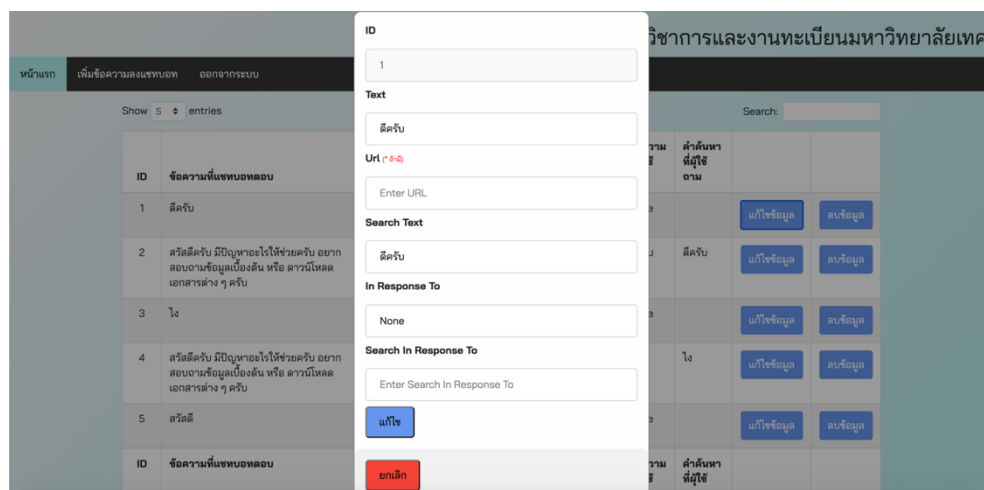 ID
วิชาการและงานทะเบียนมหาวิทยาลัยเทค
1
หน้าแรก เพิ่มข้อความลงแชทบอท ออกจากระบบ
Text
Show 5 entries
Search:
ดีครับ
Url (* ถ้ามี)
คำค้นหา
ที่ผู้ใช้
ถาม
ID ข้อความที่แชทบอทตอบ
Enter URL
1 ดีครับ แก้ไขข้อมูล ลบข้อมูล
Search Text
2 สวัสดีครับ มีปัญหาอะไรให้ช่วยครับ อยาก
สอบถามข้อมูลเบื้องต้น หรือ ดาวน์โหลด
เอกสารต่าง ๆ ครับ
ดีครับ
ดีครับ แก้ไขข้อมูล ลบข้อมูล
In Response To
3 ไง None แก้ไขข้อมูล ลบข้อมูล
Search In Response To
4 สวัสดีครับ มีปัญหาอะไรให้ช่วยครับ อยาก
สอบถามข้อมูลเบื้องต้น หรือ ดาวน์โหลด
เอกสารต่าง ๆ ครับ
Enter Search In Response To
ไง แก้ไขข้อมูล ลบข้อมูล
แก้ไข
5 สวัสดี แก้ไขข้อมูล ลบข้อมูล
ID ข้อความที่แชทบอทตอบ
คำค้นหา
ที่ผู้ใช้
ยกเลิก